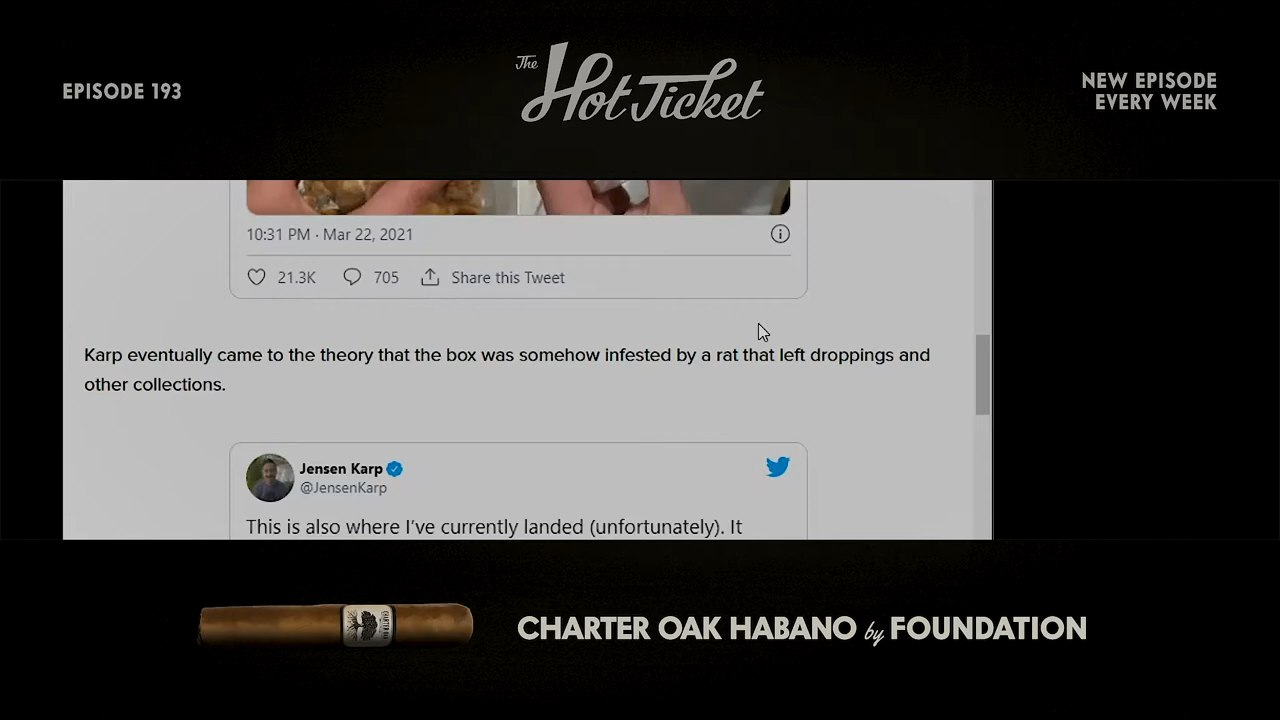 EPISODE 193
The Hot Ticket
NEW EPISODE
EVERY WEEK
10:31 PM · Mar 22, 2021
21.3K 705 Share this Tweet
Karp eventually came to the theory that the box was somehow infested by a rat that left droppings and
other collections.
Jensen Karp
@JensenKarp
This is also where I've currently landed (unfortunately). It
CHARTER OAK
CHARTER OAK HABANO by FOUNDATION